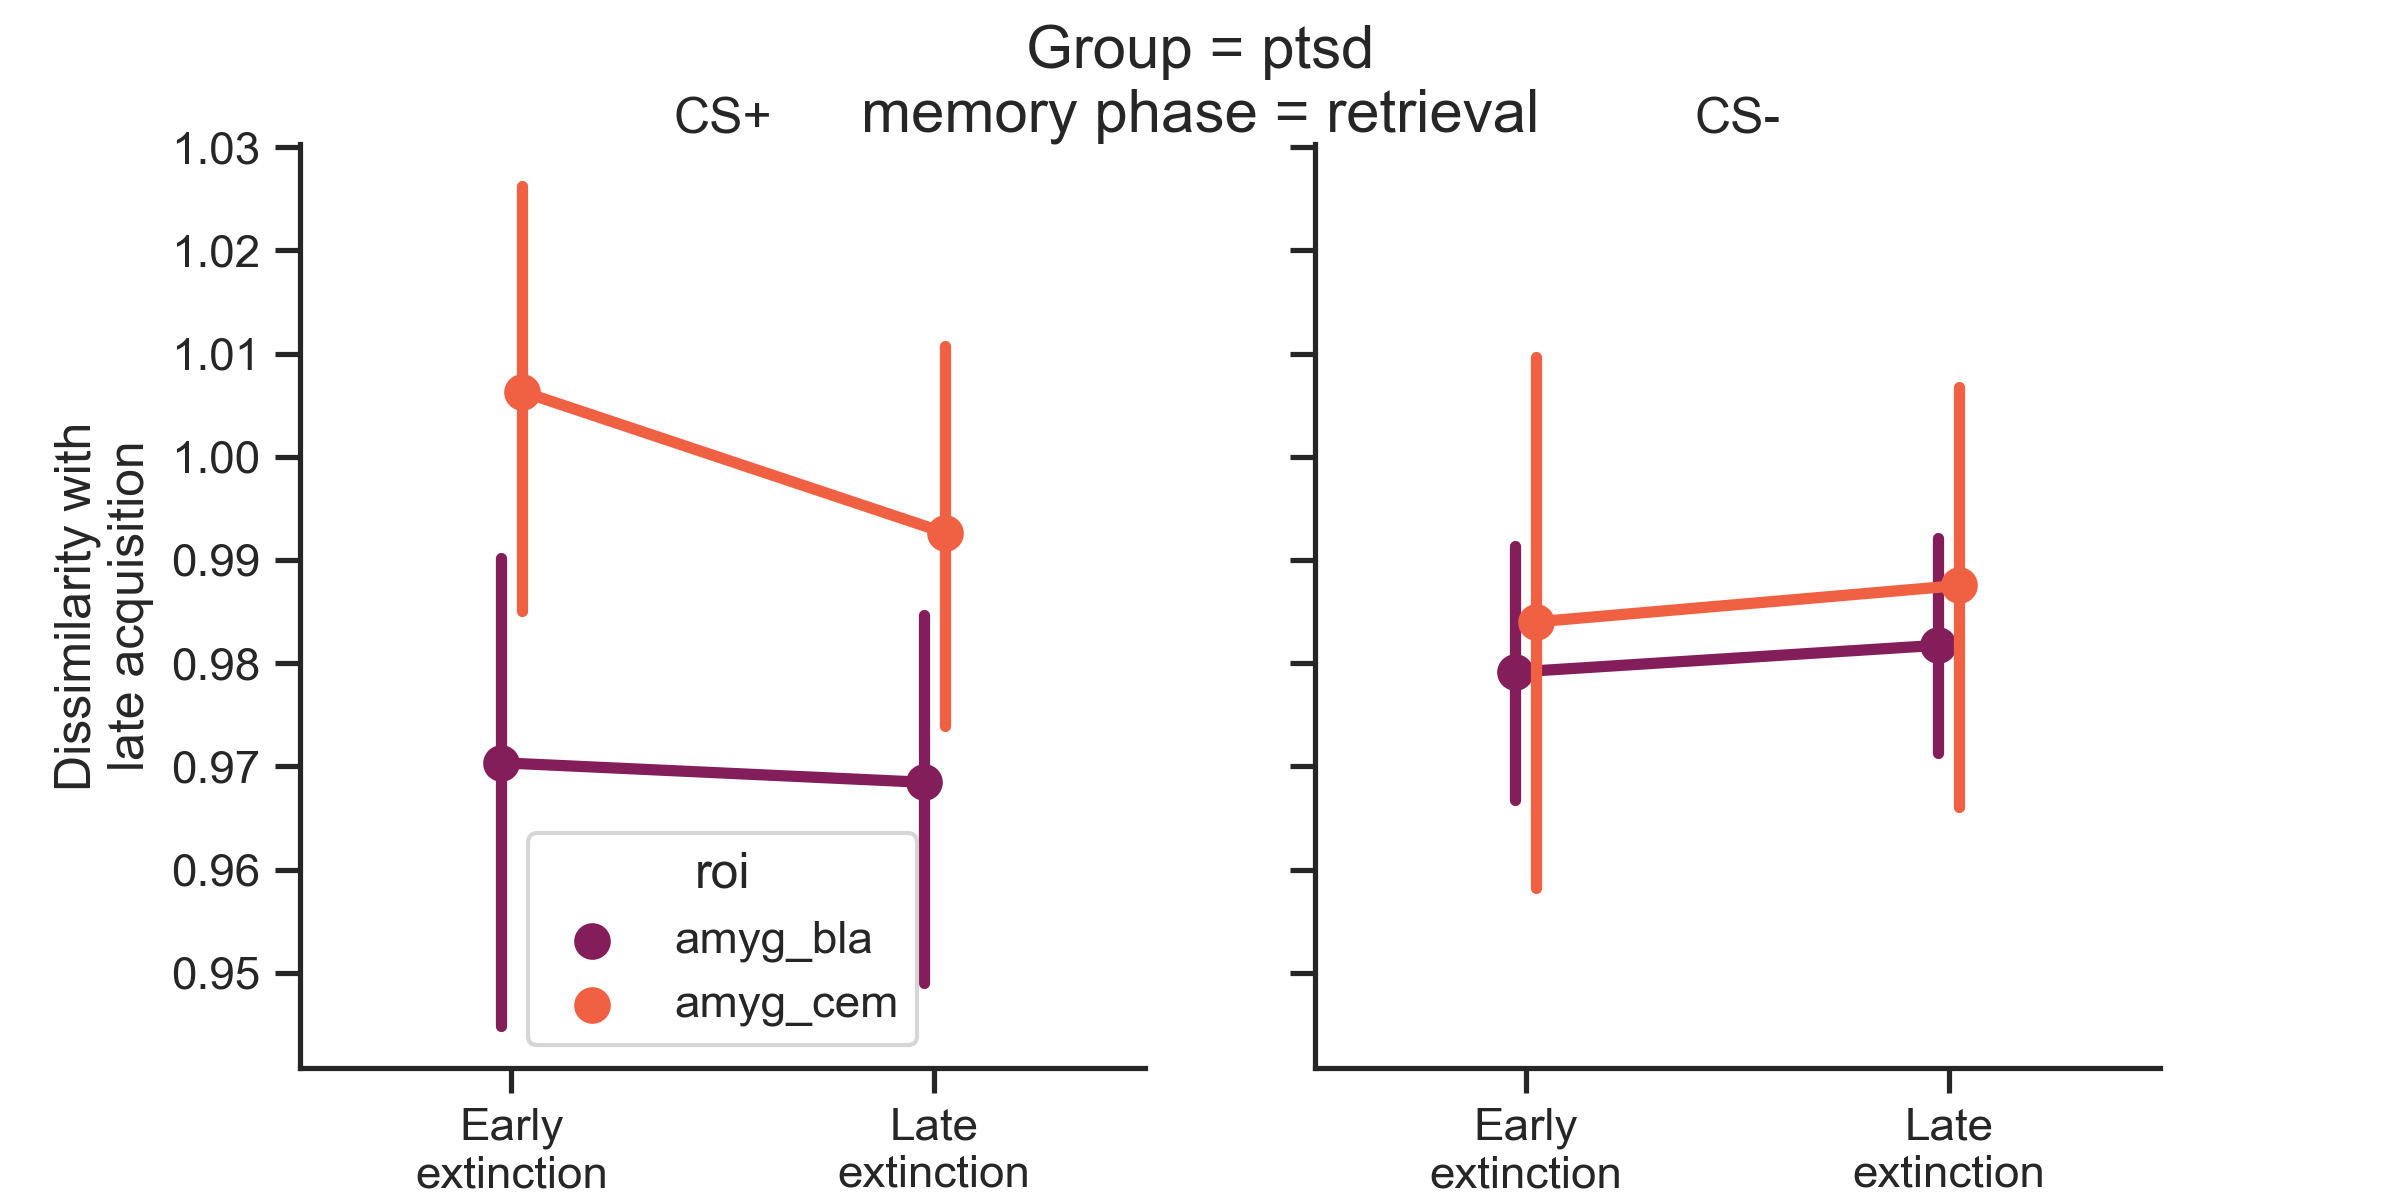 Group = ptsd
memory phase = retrieval
CS+
CS-
1.03
1.02
1.01
1.00
0.99
0.98
0.97
0.96
0.95
Dissimilarity with
late acquisition
roi
amyg_bla
amyg_cem
Early
extinction
Late
extinction
Early
extinction
Late
extinction